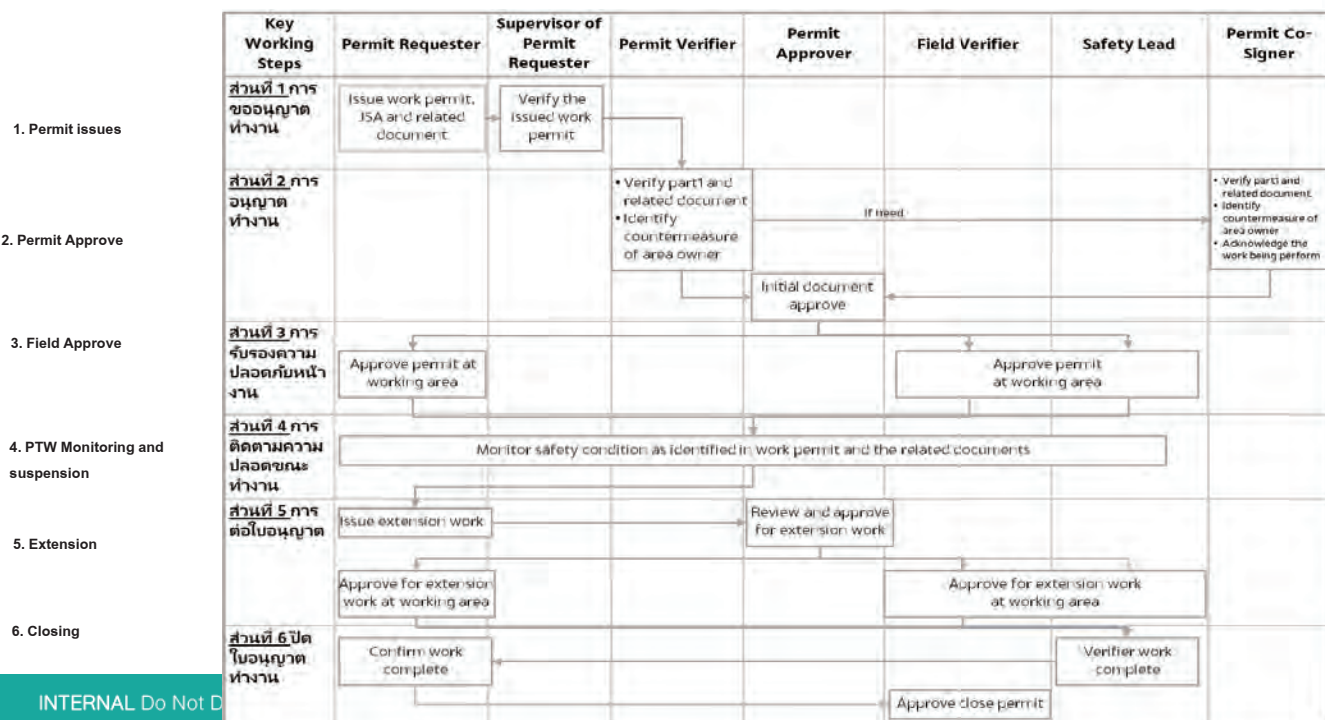 Key
Working
Steps
Permit Requester
Supervisor of
Permit
Requester
Permit Verifier
Permit
Approver
Field Verifier
Safety Lead
Permit Co-
Signer
1. Permit issues
ส่วนที่ 1 การ
ขออนุญาต
ทำงาน
Issue work permit,
JSA and related
document
Verify the
issued work
permit
2. Permit Approve
ส่วนที่ 2 การ
อนุญาต
ทำงาน
• Verify part1 and
related document
• Identify
countermeasure
of area owner
If need
• Verify part1 and
related document
• Identify
countermeasure of
area owner
• Acknowledge the
work being perform
Initial document
approve
3. Field Approve
ส่วนที่ 3 การ
รับรองความ
ปลอดภัยหน้า
งาน
Approve permit at
working area
Approve permit
at working area
4. PTW Monitoring and
suspension
ส่วนที่ 4 การ
ติดตามความ
ปลอดขณะ
ทำงาน
Monitor safety condition as identified in work permit and the related documents
5. Extension
ส่วนที่ 5 การ
ต่อใบอนุญาต
Issue extension work
Review and approve
for extension work
Approve for extension
work at working area
Approve for extension work
at working area
6. Closing
ส่วนที่ 6 ปิด
ใบอนุญาต
ทำงาน
Confirm work
complete
Verifier work
complete
Approve close permit
INTERNAL Do Not D